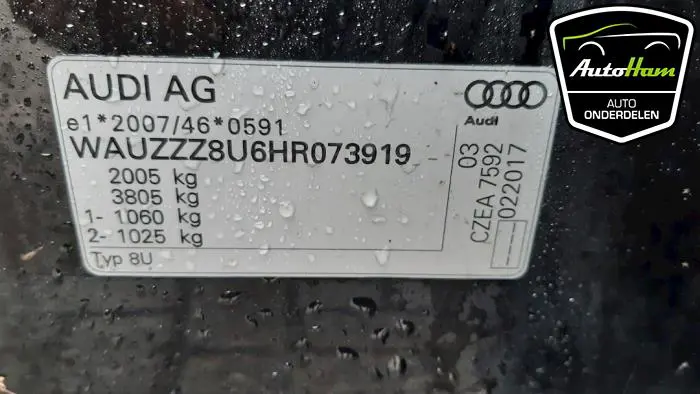 AUDI AG
e1*2007/46*0591
WAUZZZ8U6HR073919
2005 kg
3805 kg
1- 1060 kg
2- 1025 kg
Typ 8U
Audi
03
CZEA 7592
022017
AutoHam
AUTO
ONDERDELEN